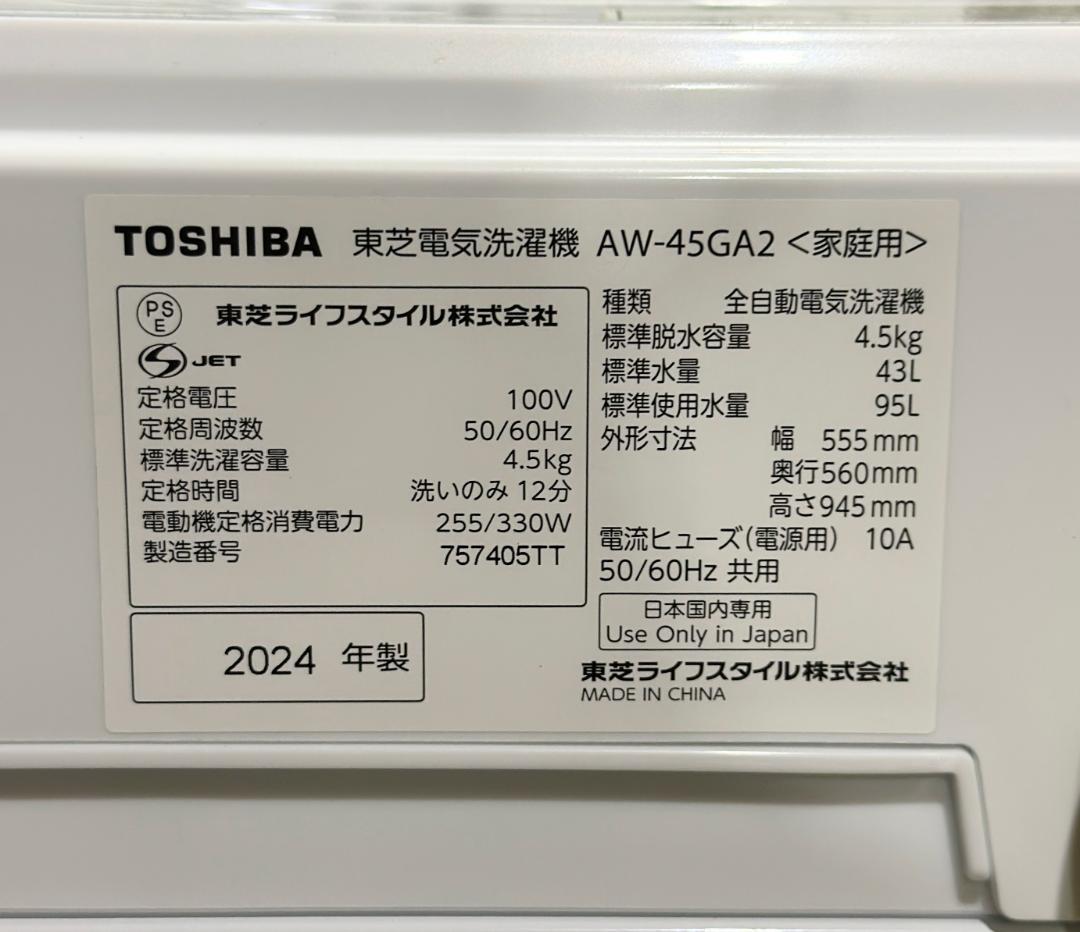 TOSHIBA 東芝電気洗濯機 AW-45GA2 <家庭用>
PS
E
東芝ライフスタイル株式会社
S JET
定格電圧 100V
定格周波数 50/60Hz
標準洗濯容量 4.5kg
定格時間 洗いのみ 12分
電動機定格消費電力 255/330W
製造番号 757405TT
2024 年製
種類 全自動電気洗濯機
標準脱水容量 4.5kg
標準水量 43L
標準使用水量 95L
外形寸法 幅 555mm
奥行560mm
高さ945mm
電流ヒューズ(電源用) 10A
50/60Hz 共用
日本国内専用
Use Only in Japan
東芝ライフスタイル株式会社
MADE IN CHINA